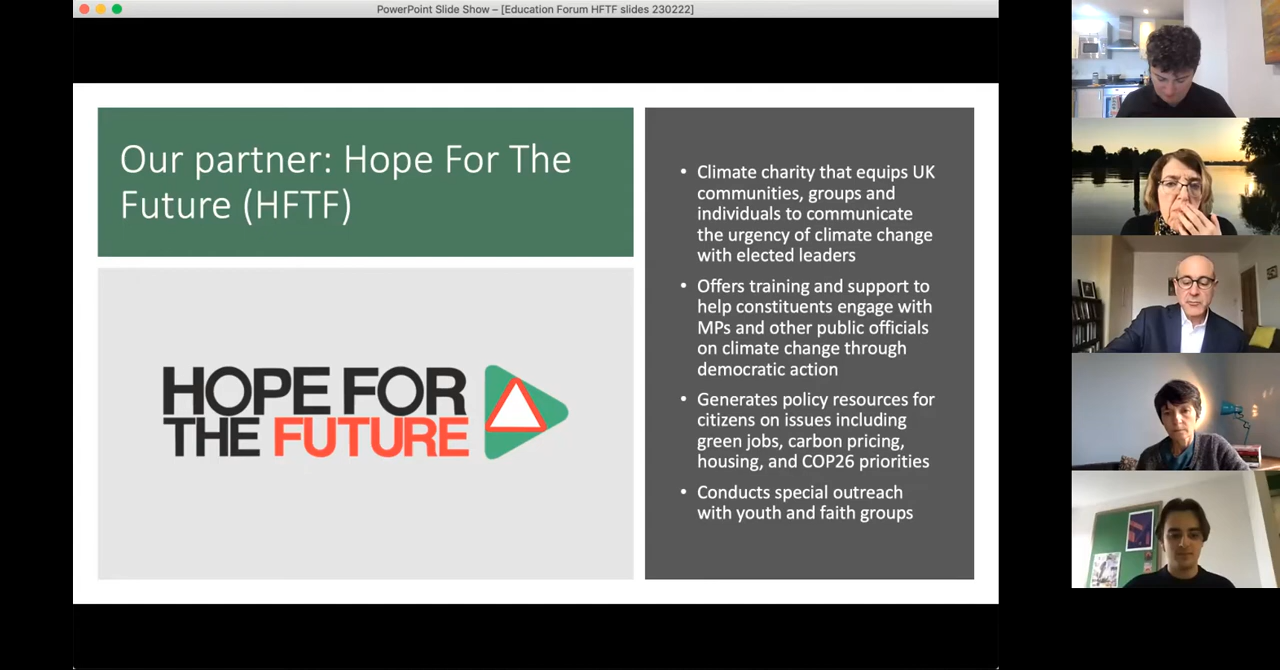 PowerPoint Slide Show – [Education Forum HFTF slides 230222]
Our partner: Hope For The
Future (HFTF)
HOPE FOR
THE FUTURE
• Climate charity that equips UK
communities, groups and
individuals to communicate
the urgency of climate change
with elected leaders
• Offers training and support to
help constituents engage with
MPs and other public officials
on climate change through
democratic action
• Generates policy resources for
citizens on issues including
green jobs, carbon pricing,
housing, and COP26 priorities
• Conducts special outreach
with youth and faith groups